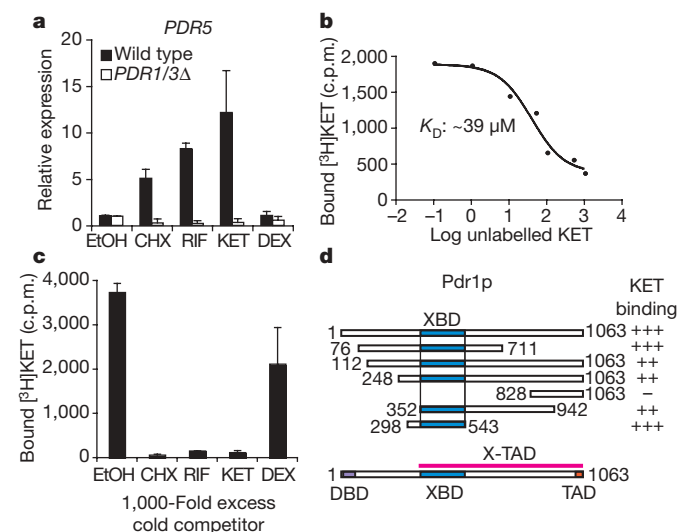 a
PDR5
Relative expression
20
15
10
5
0
Wild type
PDR1/3Δ
EtOH CHX RIF KET DEX
b
Bound [³H]KET (c.p.m.)
2,000
1,500
1,000
500
0
K_D: ~39 μM
−2 −1 0 1 2 3 4
Log unlabelled KET
c
Bound [³H]KET (c.p.m.)
4,000
3,000
2,000
1,000
0
EtOH CHX RIF KET DEX
1,000-Fold excess
cold competitor
d
Pdr1p
KET
binding
XBD
1 1063 +++
76 711 +++
112 1063 ++
248 1063 ++
828 1063 −
352 942 ++
298 543 +++
X-TAD
1 1063
DBD XBD TAD